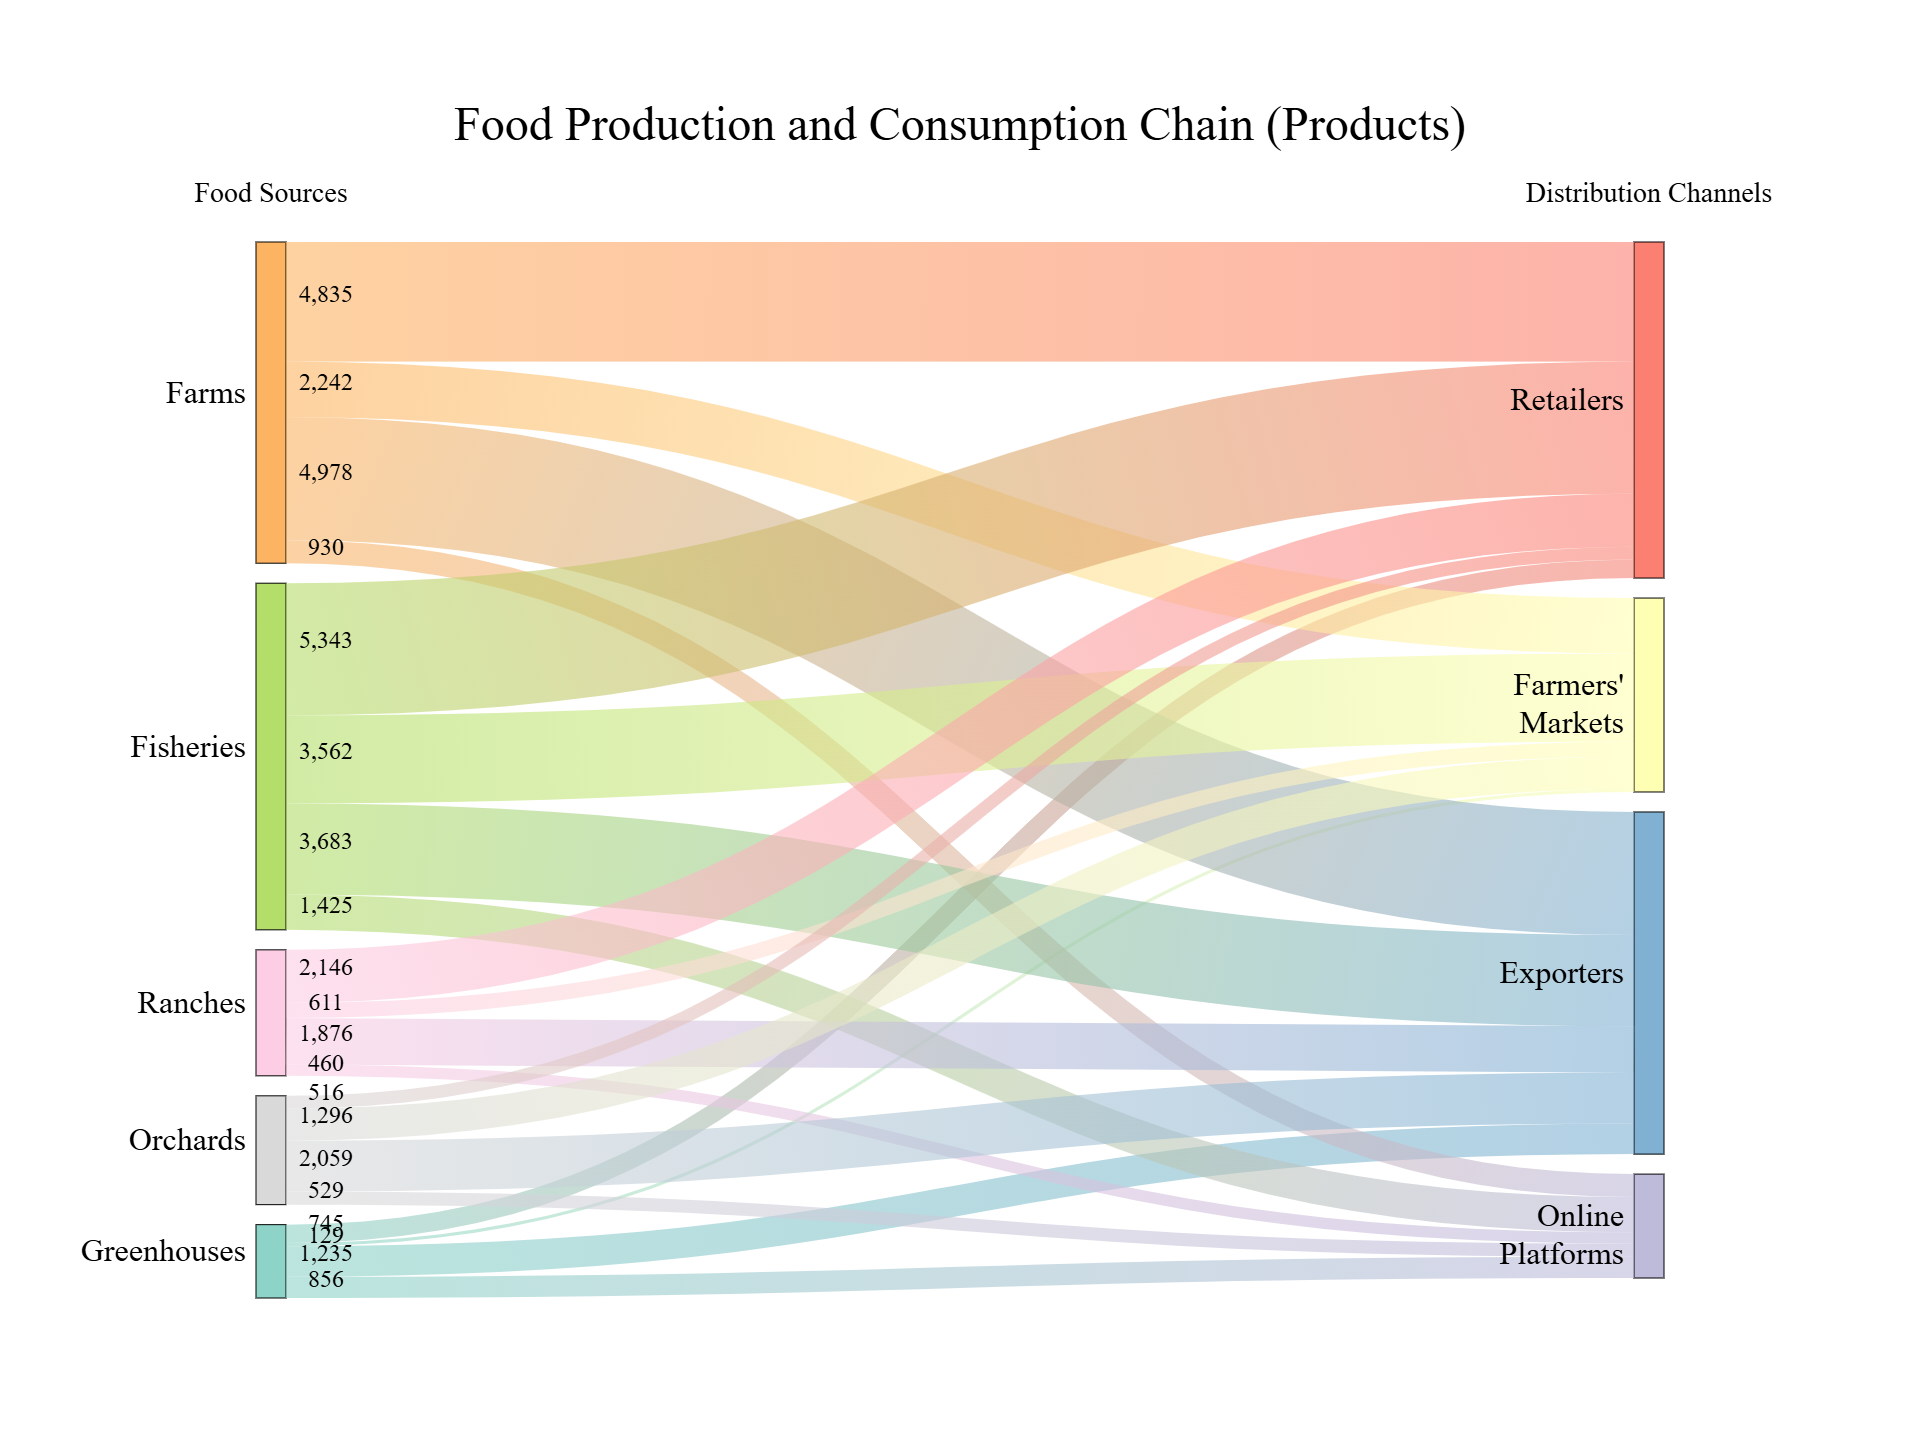 Food Production and Consumption Chain (Products)
Food Sources
Distribution Channels
Farms
4,835
2,242
4,978
930
Fisheries
5,343
3,562
3,683
1,425
Ranches
2,146
611
1,876
460
Orchards
516
1,296
2,059
529
Greenhouses
745
129
1,235
856
Retailers
Farmers'
Markets
Exporters
Online
Platforms